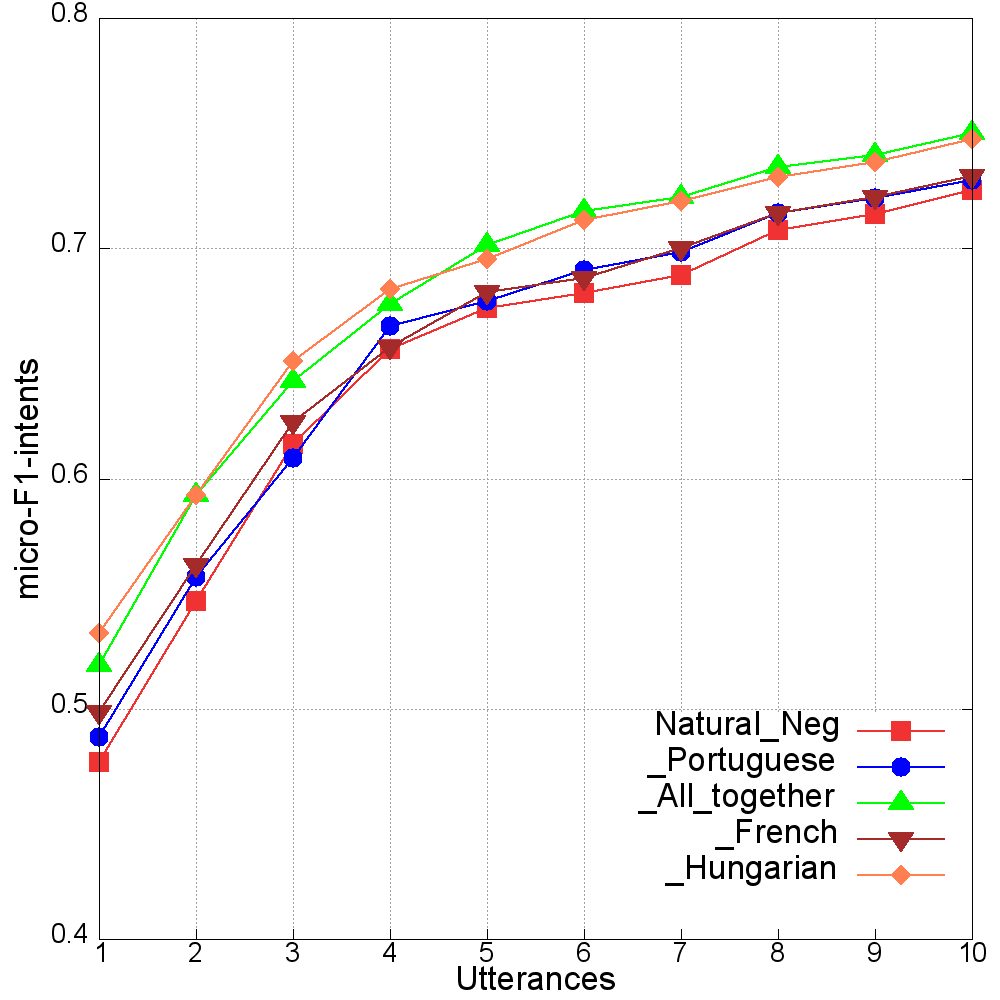 0.8
0.7
0.6
0.5
0.4
micro-F1-intents
Natural_Neg
_Portuguese
_All_together
_French
_Hungarian
1 2 3 4 5 6 7 8 9 10
Utterances